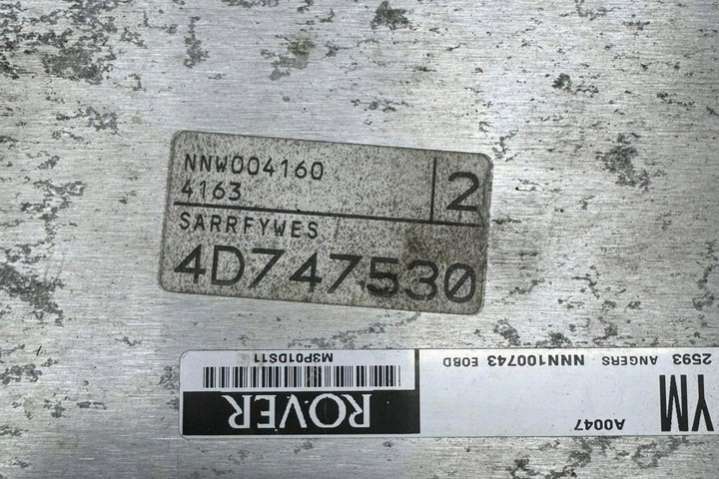 NNW004160
4163
2
SARRFYWES
4D747530
2593 ANGERS NNN100743 EOBD
M3P01DS11
YM
A0047
ROVER